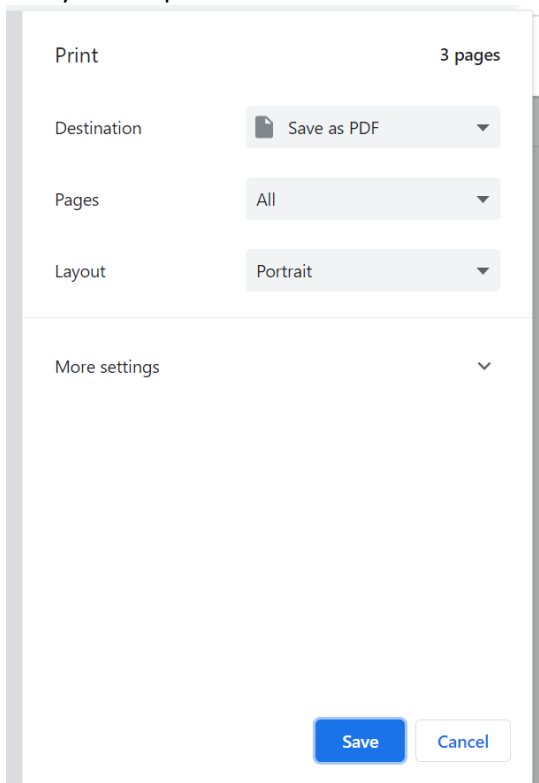 Print 3 pages
Destination Save as PDF
Pages All
Layout Portrait
More settings
Save Cancel